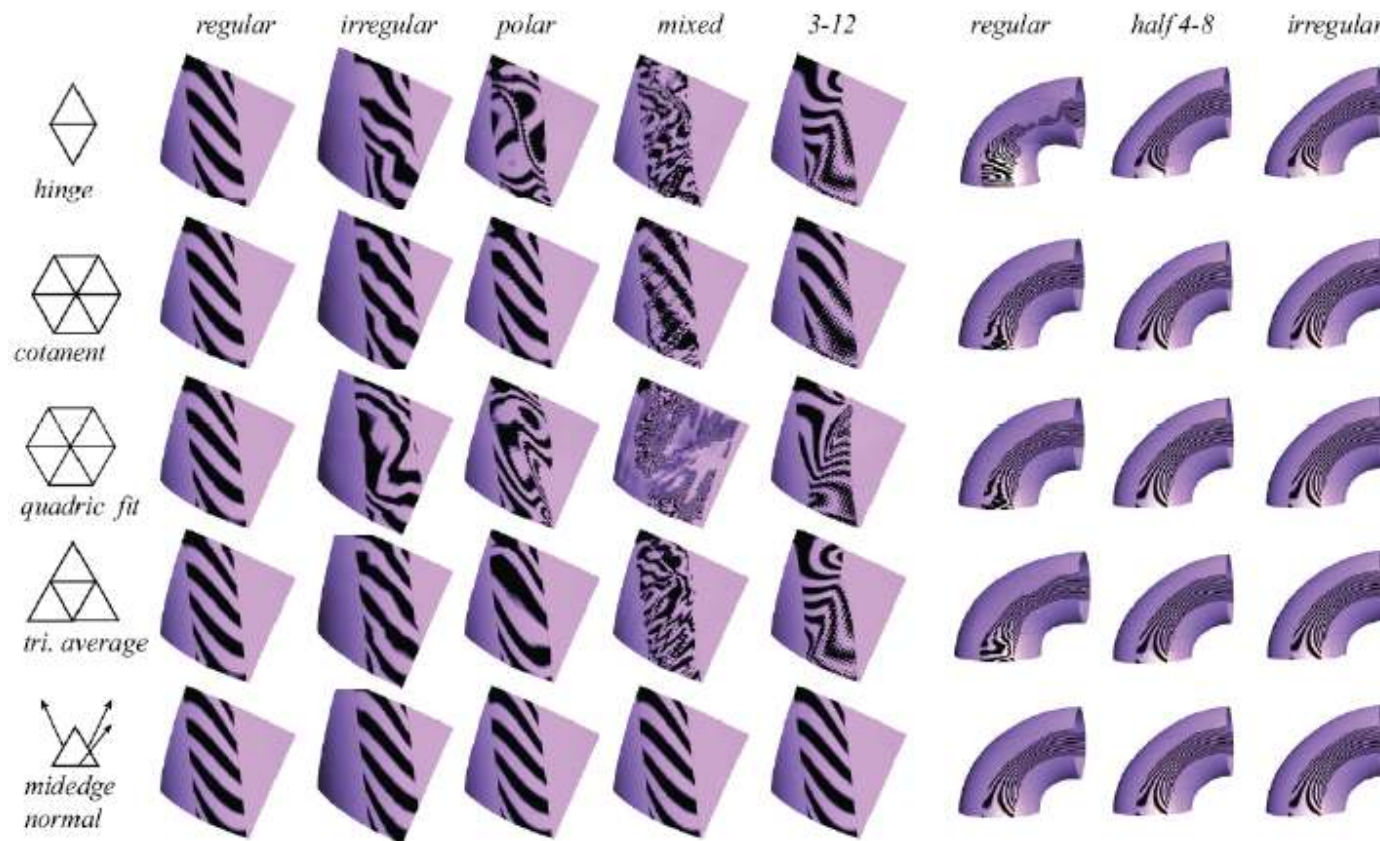 regular irregular polar mixed 3-12 regular half 4-8 irregular
hinge
cotanent
quadric fit
tri. average
midedge
normal